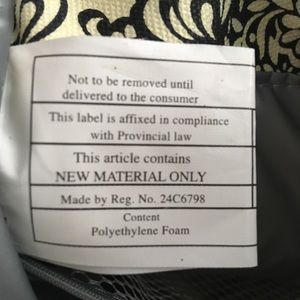 Not to be removed until
delivered to the consumer
This label is affixed in compliance
with Provincial law
This article contains
NEW MATERIAL ONLY
Made by Reg. No. 24C6798
Content
Polyethylene Foam